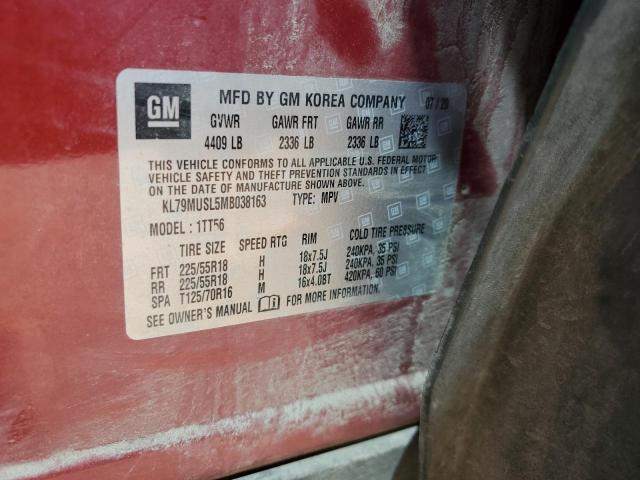 GM MFD BY GM KOREA COMPANY 07 / 20
GVWR GAWR FRT GAWR RR
4409 LB 2336 LB 2336 LB
THIS VEHICLE CONFORMS TO ALL APPLICABLE U.S. FEDERAL MOTOR
VEHICLE SAFETY AND THEFT PREVENTION STANDARDS IN EFFECT
ON THE DATE OF MANUFACTURE SHOWN ABOVE.
KL79MUSL5MB038163 TYPE: MPV
MODEL : 1TT56
TIRE SIZE SPEED RTG RIM COLD TIRE PRESSURE
FRT 225/55R18 H 18x7.5J 240KPA, 35 PSI
RR 225/55R18 H 18x7.5J 240KPA, 35 PSI
SPA T125/70R16 M 16x4.0BT 420KPA, 60 PSI
SEE OWNER'S MANUAL FOR MORE INFORMATION.